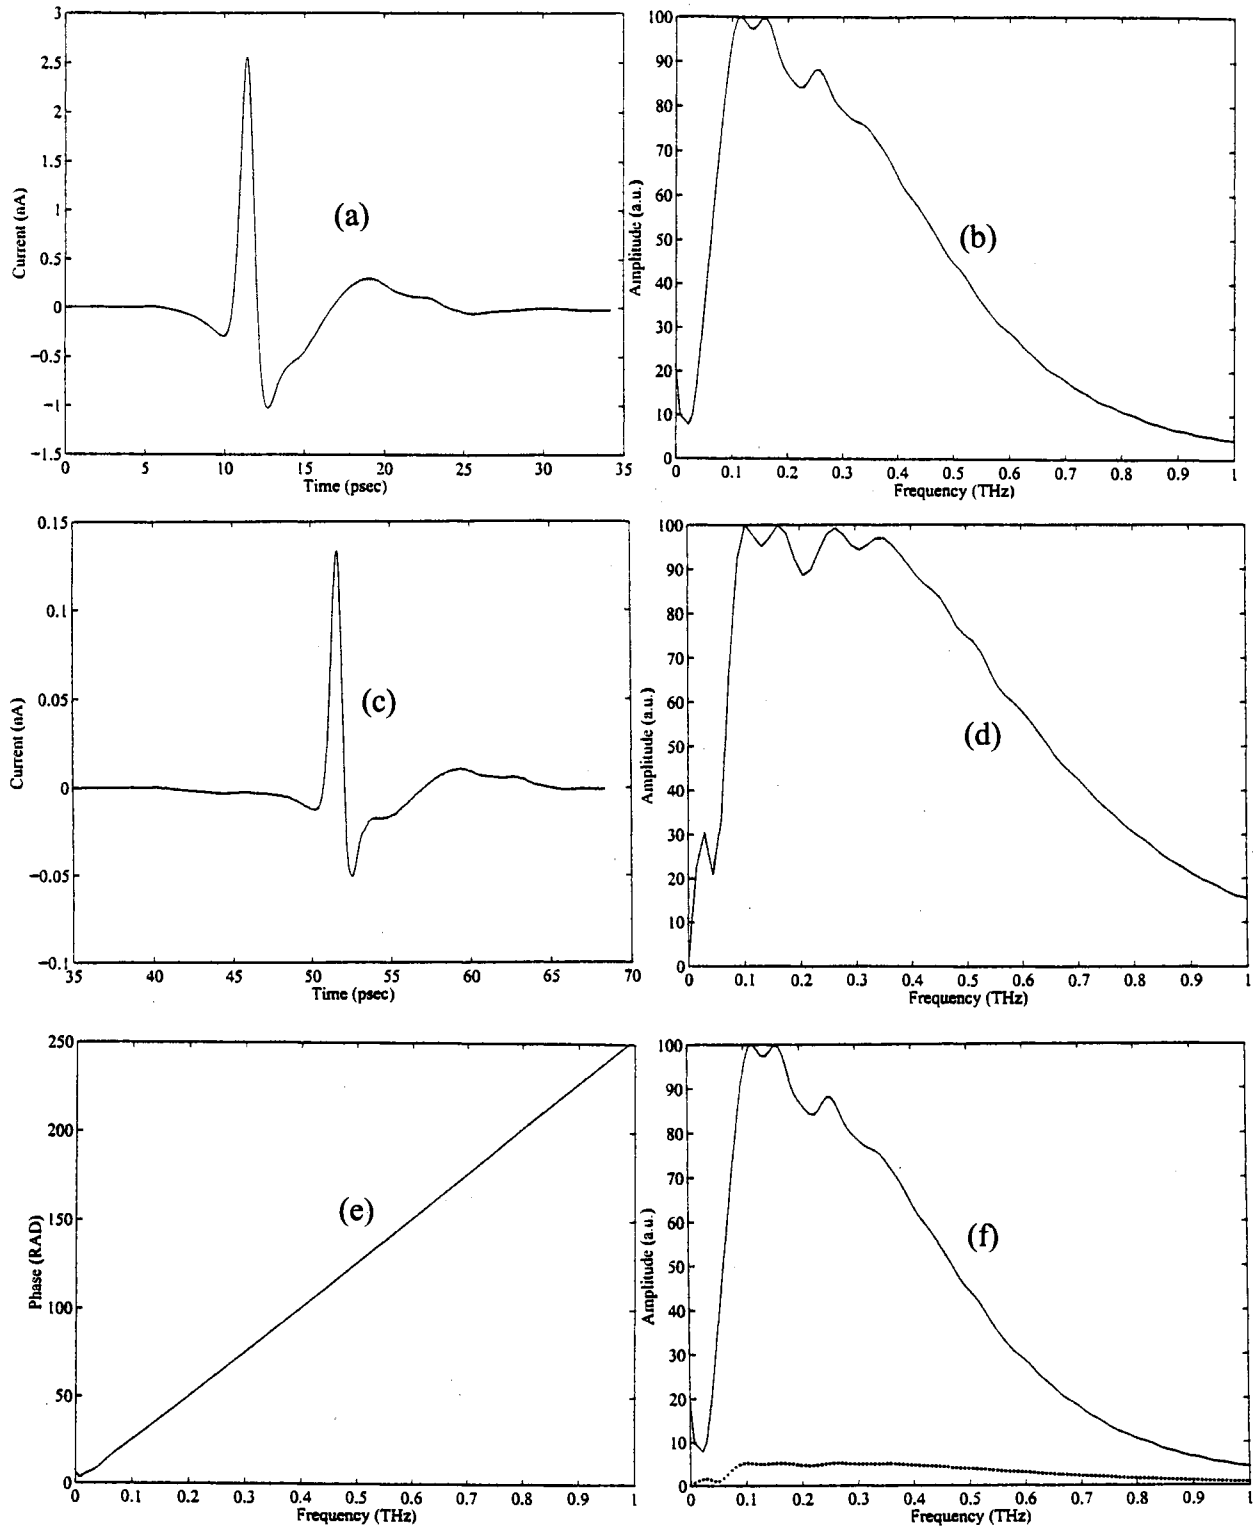 3
2.5
2
1.5
1
0.5
0
−0.5
−1
−1.5
Current (nA)
(a)
0 5 10 15 20 25 30 35
Time (psec)
100
90
80
70
60
50
40
30
20
10
0
Amplitude (a.u.)
(b)
0 0.1 0.2 0.3 0.4 0.5 0.6 0.7 0.8 0.9 1
Frequency (THz)
0.15
0.1
0.05
0
−0.05
−0.1
Current (nA)
(c)
35 40 45 50 55 60 65 70
Time (psec)
100
90
80
70
60
50
40
30
20
10
0
Amplitude (a.u.)
(d)
0 0.1 0.2 0.3 0.4 0.5 0.6 0.7 0.8 0.9 1
Frequency (THz)
250
200
150
100
50
0
Phase (RAD)
(e)
0 0.1 0.2 0.3 0.4 0.5 0.6 0.7 0.8 0.9 1
Frequency (THz)
100
90
80
70
60
50
40
30
20
10
0
Amplitude (a.u.)
(f)
0 0.1 0.2 0.3 0.4 0.5 0.6 0.7 0.8 0.9 1
Frequency (THz)